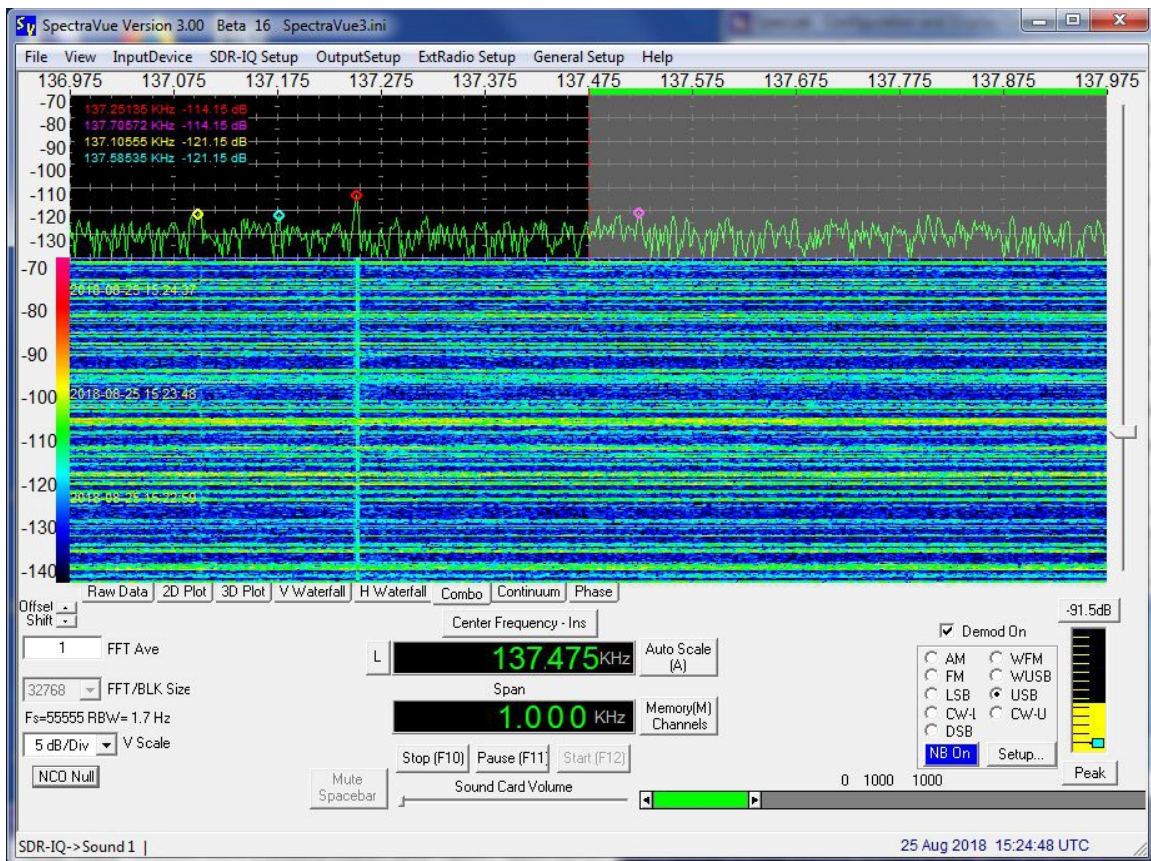 SpectraVue Version 3.00 Beta 16 SpectraVue3.ini
File View InputDevice SDR-IQ Setup OutputSetup ExtRadio Setup General Setup Help
136.975 137.075 137.175 137.275 137.375 137.475 137.575 137.675 137.775 137.875 137.975
-70
137.25135 KHz -114.15 dB
-80
137.70572 KHz -114.15 dB
-90
137.10555 KHz -121.15 dB
137.58535 KHz -121.15 dB
-100
-110
-120
-130
-70
2018-08-25 15:24:37
-80
-90
-100
2018-08-25 15:23:48
-110
-120
2018-08-25 15:22:59
-130
-140
Raw Data 2D Plot 3D Plot V Waterfall H Waterfall Combo Continuum Phase
Offset
Shift
1 FFT Ave
32768 FFT/BLK Size
Fs=55555 RBW= 1.7 Hz
5 dB/Div V Scale
NCO Null
Center Frequency - Ins
L 137.475 KHz
Auto Scale
(A)
Span
1.000 KHz
Memory(M)
Channels
Stop (F10) Pause (F11) Start (F12)
Mute
Spacebar
Sound Card Volume
-91.5dB
Demod On
AM WFM
FM WUSB
LSB USB
CW-L CW-U
DSB
NB On Setup...
Peak
0 1000 1000
SDR-IQ->Sound 1 |
25 Aug 2018 15:24:48 UTC